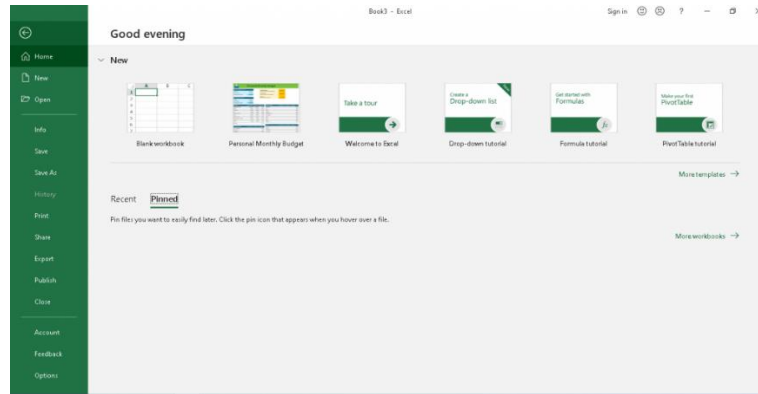 Book3 - Excel
Sign in
?
Good evening
Home
New
Open
Info
Save
Save As
History
Print
Share
Export
Publish
Close
Account
Feedback
Options
New
Take a tour
Create a
Drop-down list
Get started with
Formulas
fx
Make your first
PivotTable
Blank workbook
Personal Monthly Budget
Welcome to Excel
Drop-down tutorial
Formula tutorial
PivotTable tutorial
More templates
Recent Pinned
Pin files you want to easily find later. Click the pin icon that appears when you hover over a file.
More workbooks